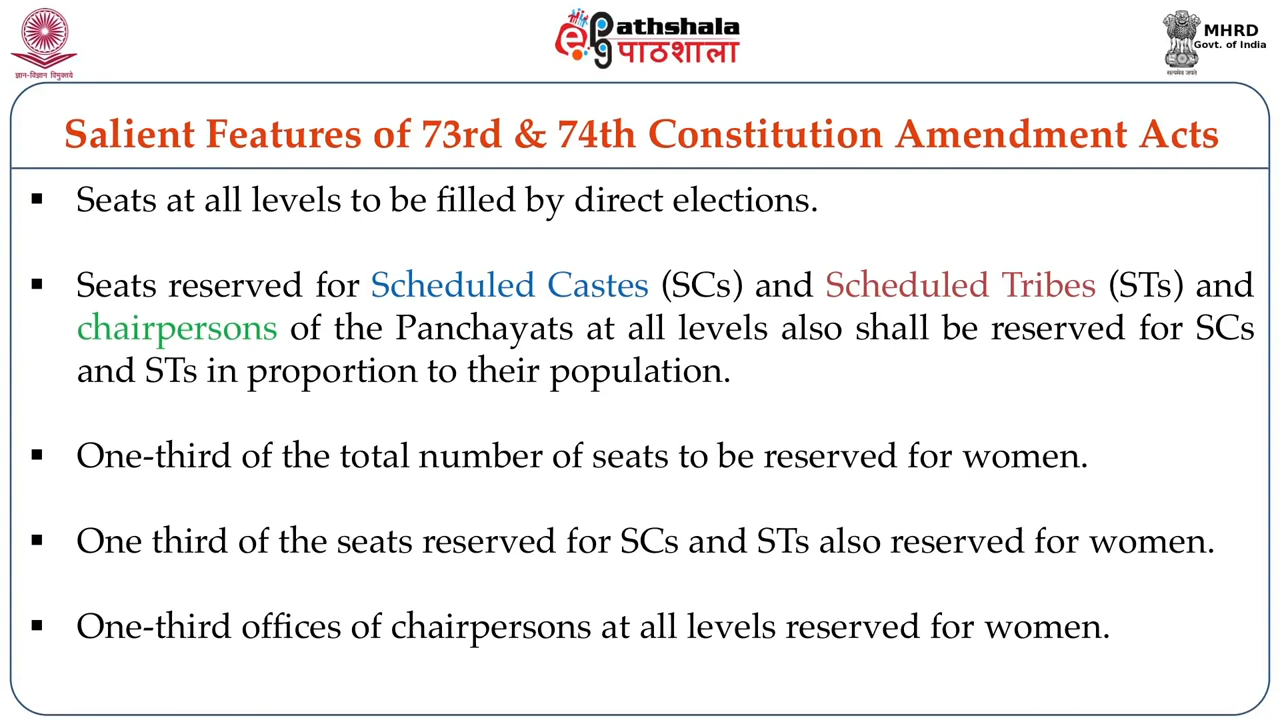 ज्ञान-विज्ञान विमुक्तये
ePathshala
पाठशाला
MHRD
Govt. of India
सत्यमेव जयते
Salient Features of 73rd & 74th Constitution Amendment Acts
▪ Seats at all levels to be filled by direct elections.
▪ Seats reserved for Scheduled Castes (SCs) and Scheduled Tribes (STs) and
chairpersons of the Panchayats at all levels also shall be reserved for SCs
and STs in proportion to their population.
▪ One-third of the total number of seats to be reserved for women.
▪ One third of the seats reserved for SCs and STs also reserved for women.
▪ One-third offices of chairpersons at all levels reserved for women.